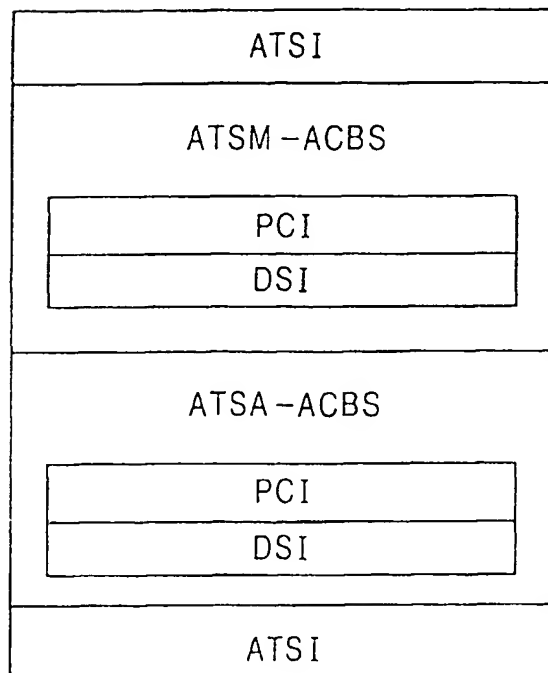 ATSI
ATSM-ACBS
PCI
DSI
ATSA-ACBS
PCI
DSI
ATSI